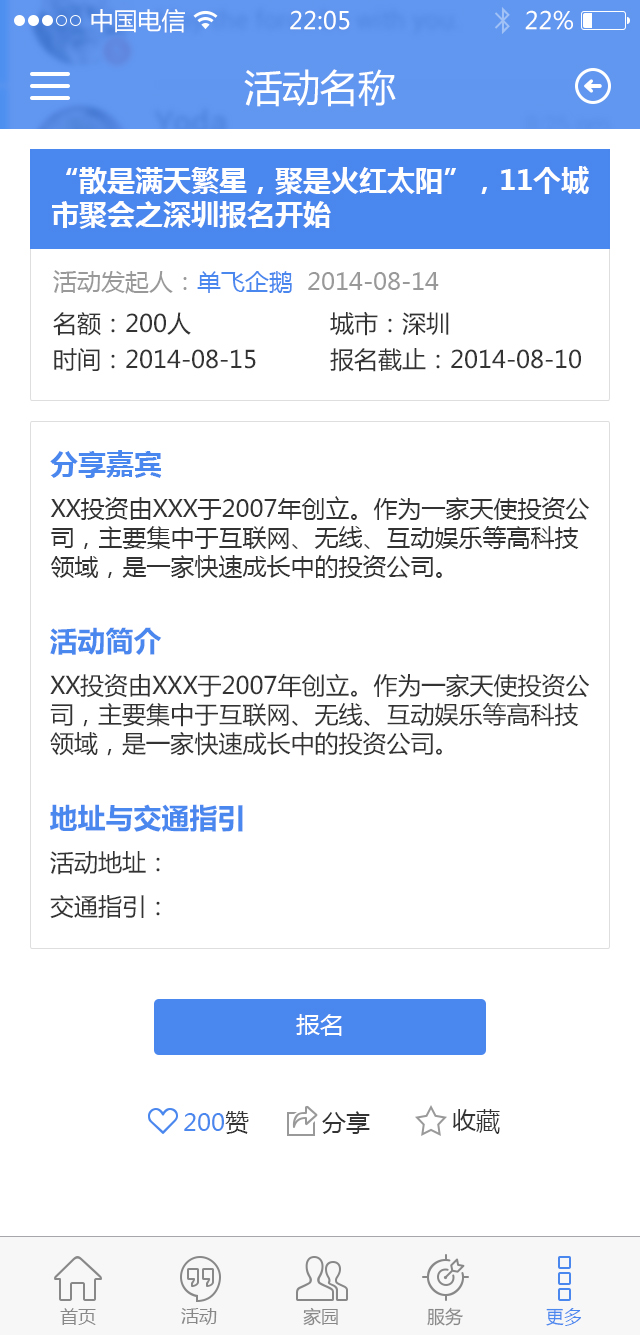 中国电信 22:05 22%
活动名称
“散是满天繁星，聚是火红太阳”，11个城
市聚会之深圳报名开始
活动发起人：单飞企鹅 2014-08-14
名额：200人 城市：深圳
时间：2014-08-15 报名截止：2014-08-10
分享嘉宾
XX投资由XXX于2007年创立。作为一家天使投资公
司，主要集中于互联网、无线、互动娱乐等高科技
领域，是一家快速成长中的投资公司。
活动简介
XX投资由XXX于2007年创立。作为一家天使投资公
司，主要集中于互联网、无线、互动娱乐等高科技
领域，是一家快速成长中的投资公司。
地址与交通指引
活动地址：
交通指引：
报名
200赞 分享 收藏
首页 活动 家园 服务 更多